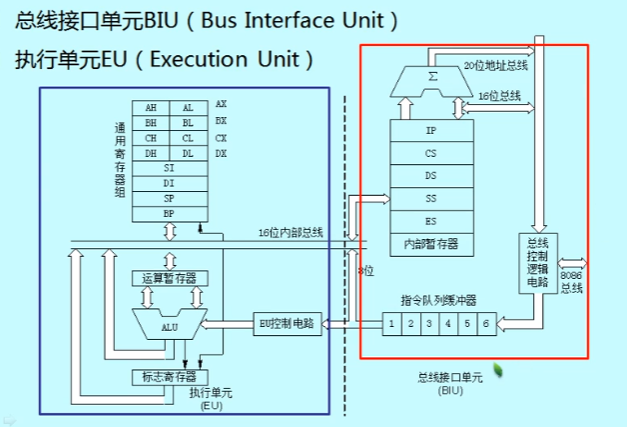 总线接口单元BIU（Bus Interface Unit）
执行单元EU（Execution Unit）
20位地址总线
Σ
16位总线
AH AL AX
BH BL BX
CH CL CX
DH DL DX
SI
DI
SP
BP
通用寄存器组
IP
CS
DS
SS
ES
内部暂存器
16位内部总线
8位
总线控制逻辑电路
8086总线
运算暂存器
ALU
EU控制电路
指令队列缓冲器
1 2 3 4 5 6
标志寄存器
执行单元
(EU)
总线接口单元
(BIU)